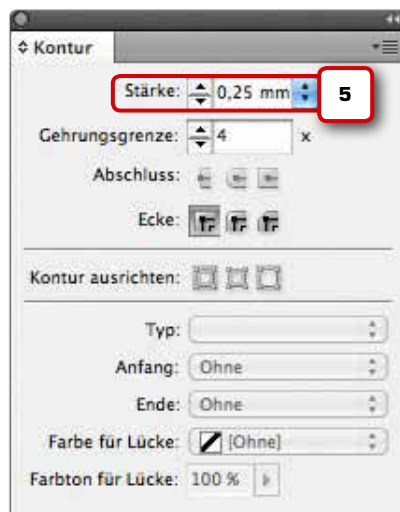 Kontur
Stärke: 0,25 mm 5
Gehrungsgrenze: 4 x
Abschluss:
Ecke:
Kontur ausrichten:
Typ:
Anfang: Ohne
Ende: Ohne
Farbe für Lücke: [Ohne]
Farbton für Lücke: 100 %